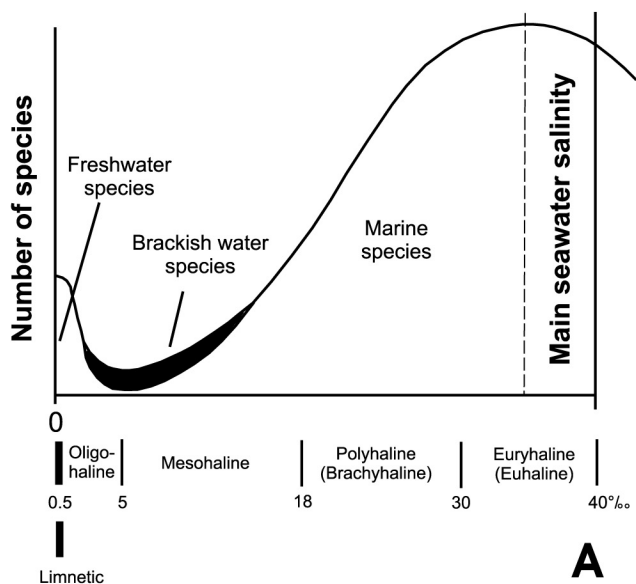 Number of species
Freshwater
species
Brackish water
species
Marine
species
Main seawater salinity
0
Oligo-
haline
Mesohaline
Polyhaline
(Brachyhaline)
Euryhaline
(Euhaline)
0.5
5
18
30
40°‰
Limnetic
A